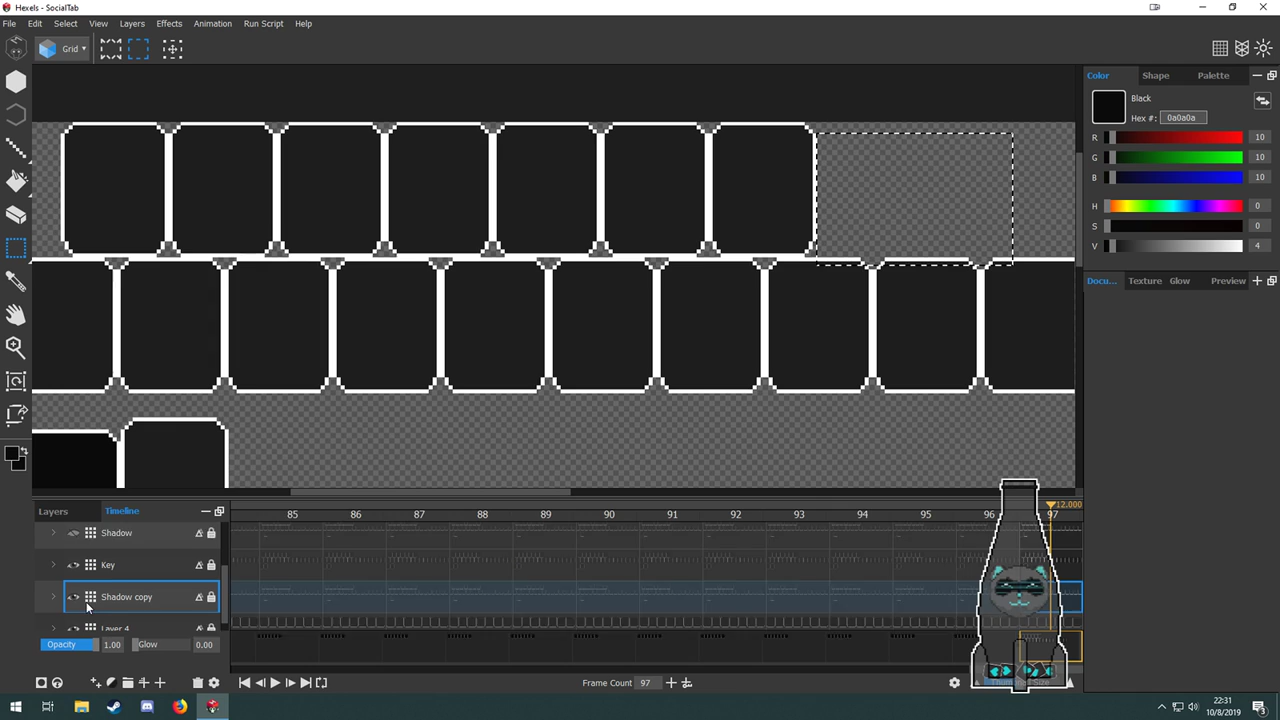 Hexels - SocialTab
File Edit Select View Layers Effects Animation Run Script Help
Grid
Color Shape Palette
Black
Hex #: 0a0a0a
R 10
G 10
B 10
H 0
S 0
V 4
Docu... Texture Glow Preview
Layers Timeline
12.000
85 86 87 88 89 90 91 92 93 94 95 96 97
Shadow
Key
Shadow copy
Layer 4
Opacity 1.00 Glow 0.00
Frame Count 97
Size
22:31
10/8/2019